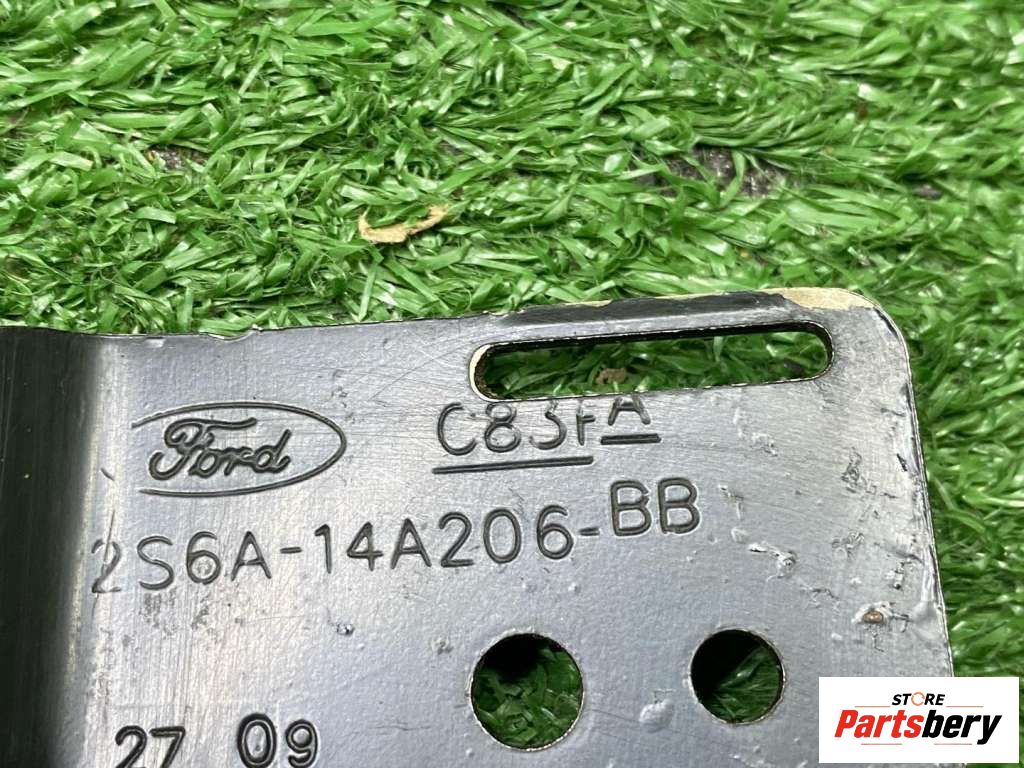 Ford
C83FA
2S6A-14A206-BB
27 09
STORE
Partsbery